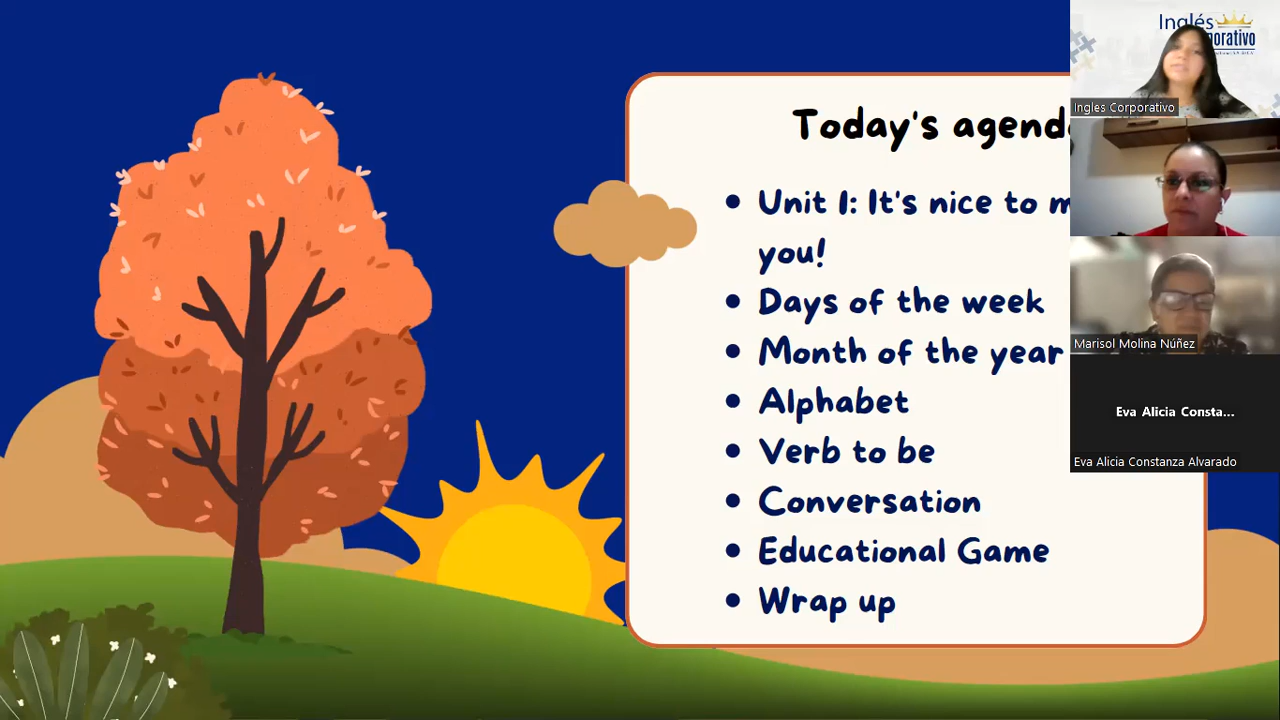 Today's agend
Unit 1: It's nice to m
you!
Days of the week
Month of the year
Alphabet
Verb to be
Conversation
Educational Game
Wrap up
Inglés
Ingles Corporativo
Marisol Molina Núñez
Eva Alicia Consta...
Eva Alicia Constanza Alvarado